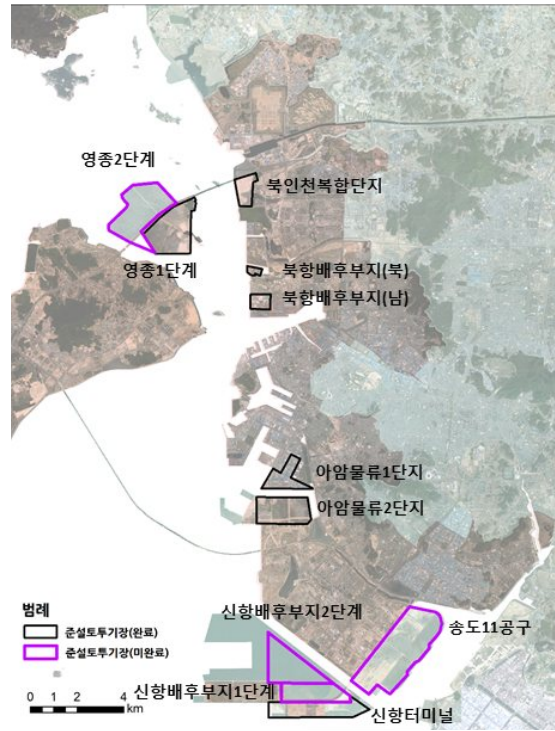 영종2단계
북인천복합단지
영종1단계
북항배후부지(북)
북항배후부지(남)
아암물류1단지
아암물류2단지
신항배후부지2단계
송도11공구
범례
준설토투기장(완료)
준설토투기장(미완료)
신항배후부지1단계
신항터미널
0 1 2 3 4 km